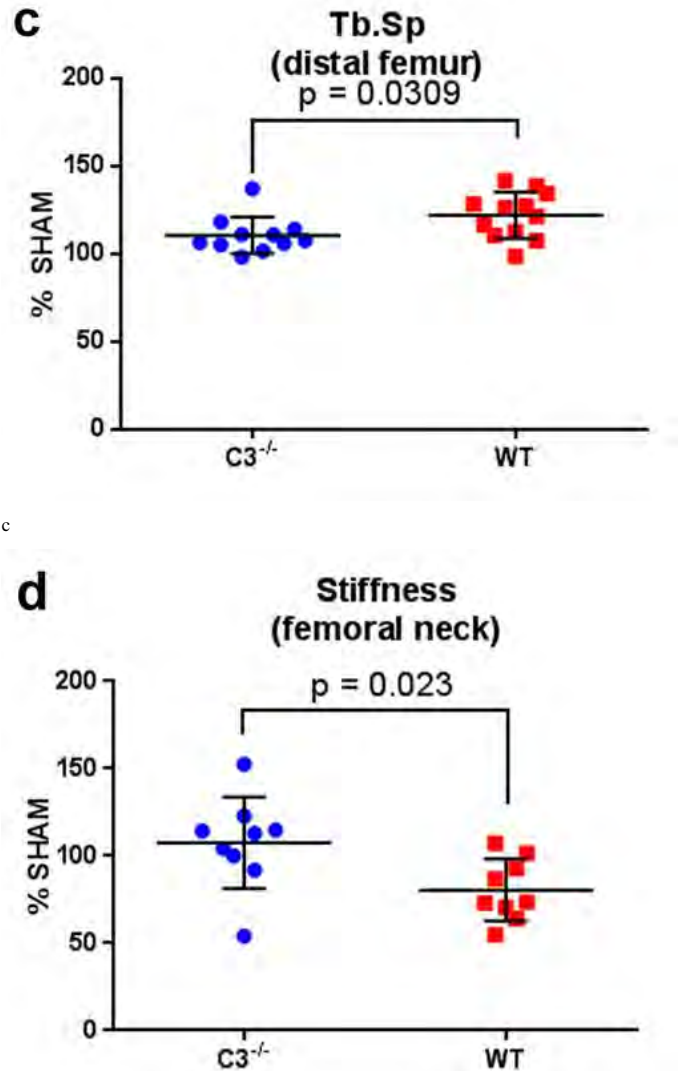 c
Tb.Sp
(distal femur)
p = 0.0309
200
150
100
50
0
% SHAM
C3-/-
WT
c
d
Stiffness
(femoral neck)
p = 0.023
200
150
100
50
0
% SHAM
C3-/-
WT